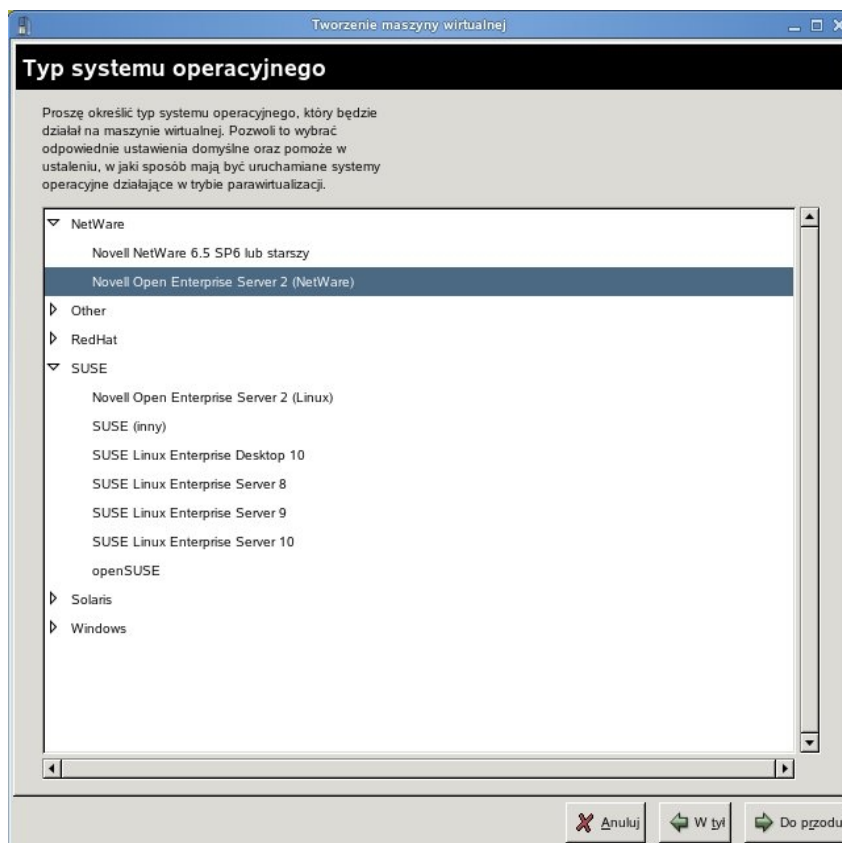 Tworzenie maszyny wirtualnej
Typ systemu operacyjnego
Proszę określić typ systemu operacyjnego, który będzie
działał na maszynie wirtualnej. Pozwoli to wybrać
odpowiednie ustawienia domyślne oraz pomoże w
ustaleniu, w jaki sposób mają być uruchamiane systemy
operacyjne działające w trybie parawirtualizacji.
NetWare
Novell NetWare 6.5 SP6 lub starszy
Novell Open Enterprise Server 2 (NetWare)
Other
RedHat
SUSE
Novell Open Enterprise Server 2 (Linux)
SUSE (inny)
SUSE Linux Enterprise Desktop 10
SUSE Linux Enterprise Server 8
SUSE Linux Enterprise Server 9
SUSE Linux Enterprise Server 10
openSUSE
Solaris
Windows
Anuluj W tył Do przodu